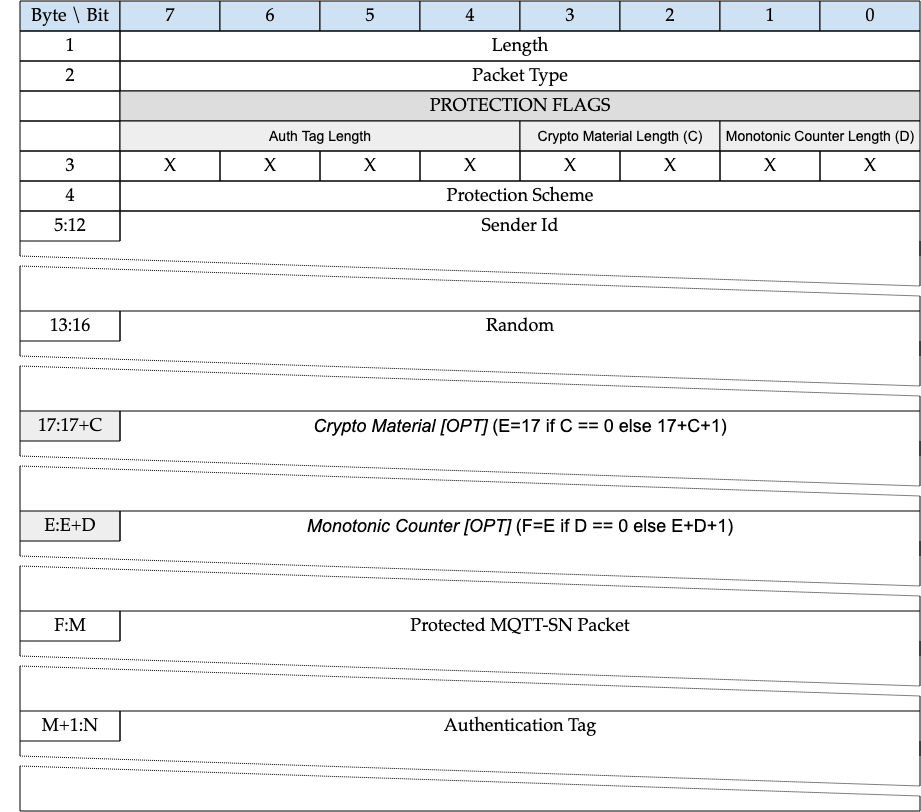 Byte \ Bit 7 6 5 4 3 2 1 0
1 Length
2 Packet Type
PROTECTION FLAGS
Auth Tag Length Crypto Material Length (C) Monotonic Counter Length (D)
3 X X X X X X X X
4 Protection Scheme
5:12 Sender Id
13:16 Random
17:17+C Crypto Material [OPT] (E=17 if C == 0 else 17+C+1)
E:E+D Monotonic Counter [OPT] (F=E if D == 0 else E+D+1)
F:M Protected MQTT-SN Packet
M+1:N Authentication Tag